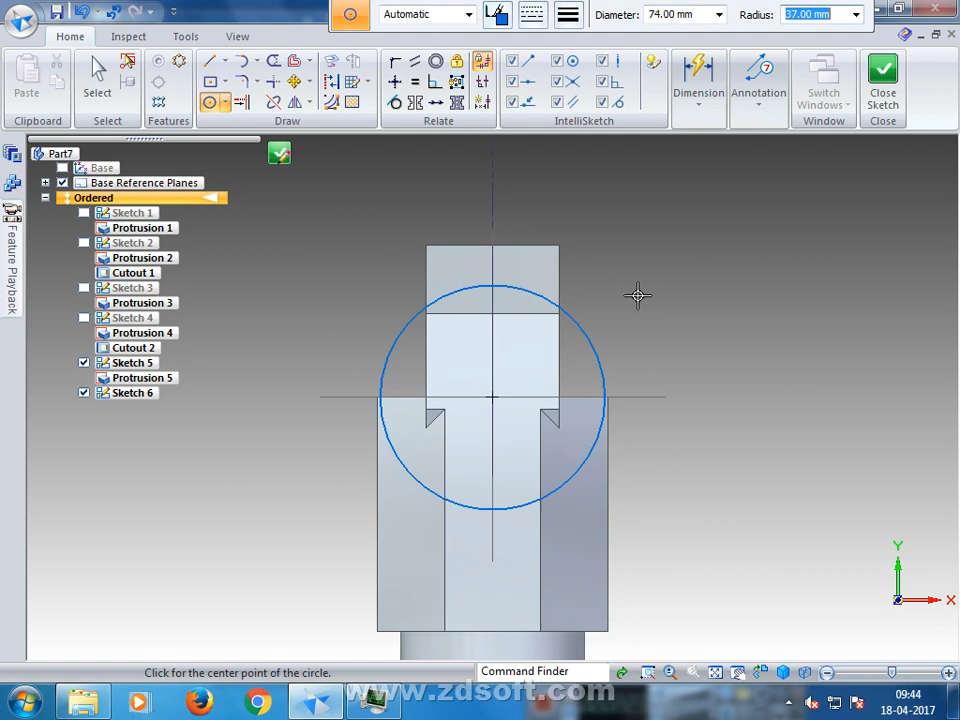 Automatic
Diameter: 74.00 mm
Radius: 37.00 mm
Home
Inspect
Tools
View
Paste
Select
Dimension
Annotation
Switch Windows
Close Sketch
Clipboard
Select
Features
Draw
Relate
IntelliSketch
Window
Close
Part7
Base
Base Reference Planes
Ordered
Sketch 1
Protrusion 1
Sketch 2
Protrusion 2
Cutout 1
Sketch 3
Protrusion 3
Sketch 4
Protrusion 4
Cutout 2
Sketch 5
Protrusion 5
Sketch 6
Feature Playback
Y
X
Click for the center point of the circle.
Command Finder
www.zdsoft.com
09:44
18-04-2017